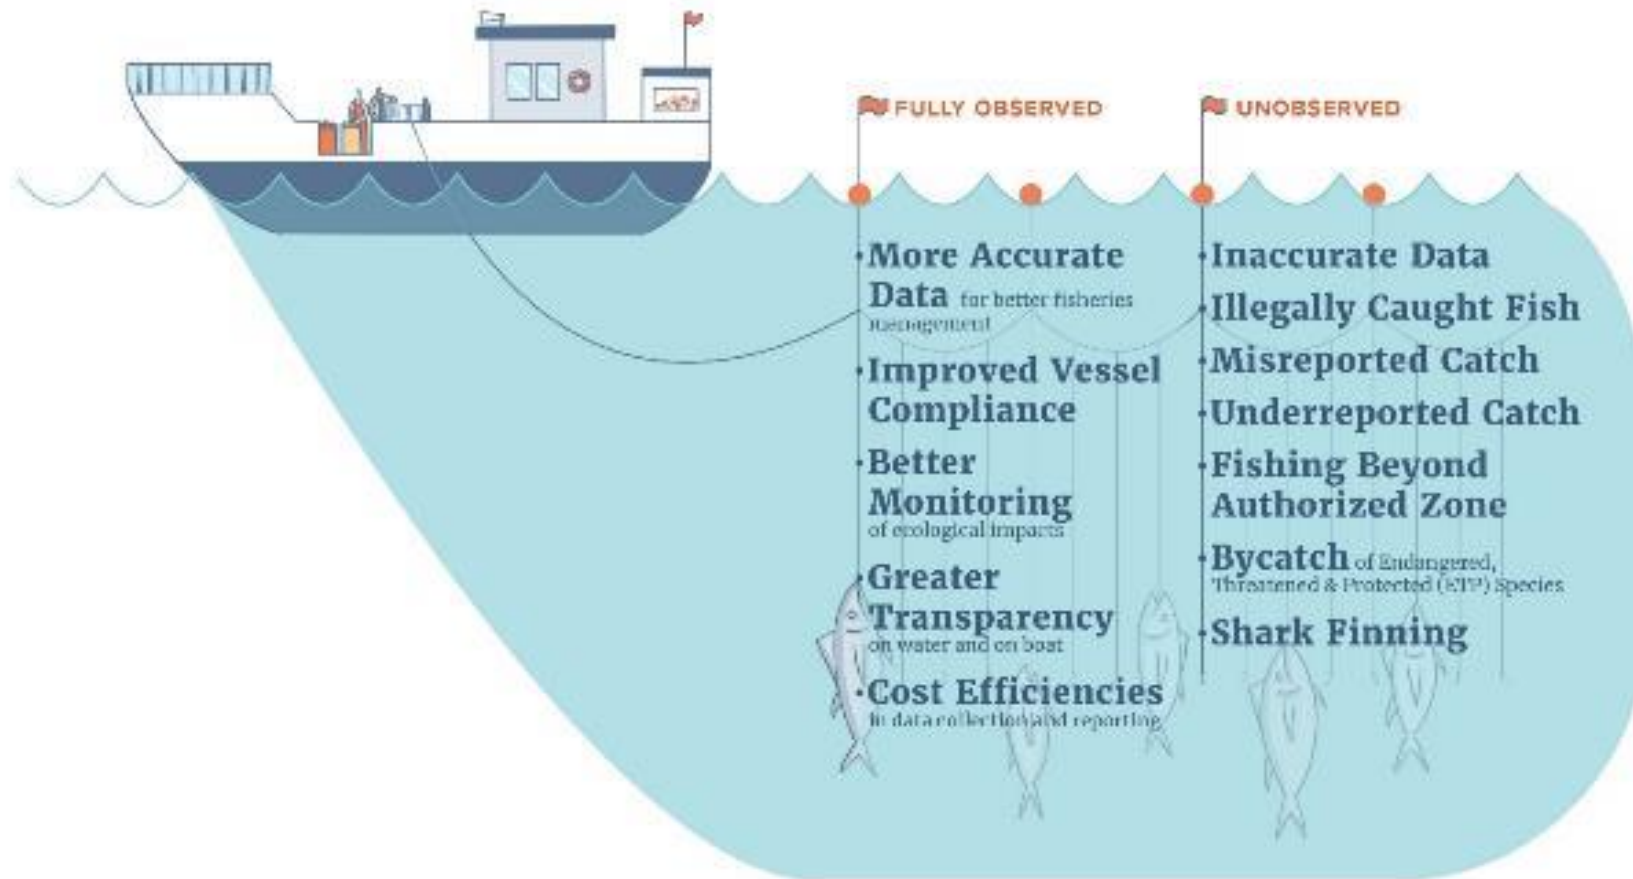 FULLY OBSERVED
More Accurate
Data for better fisheries
management
Improved Vessel
Compliance
Better
Monitoring
of ecological impacts
Greater
Transparency
on water and on boat
Cost Efficiencies
in data collection and reporting
UNOBSERVED
Inaccurate Data
Illegally Caught Fish
Misreported Catch
Underreported Catch
Fishing Beyond
Authorized Zone
Bycatch of Endangered,
Threatened & Protected (ETP) Species
Shark Finning